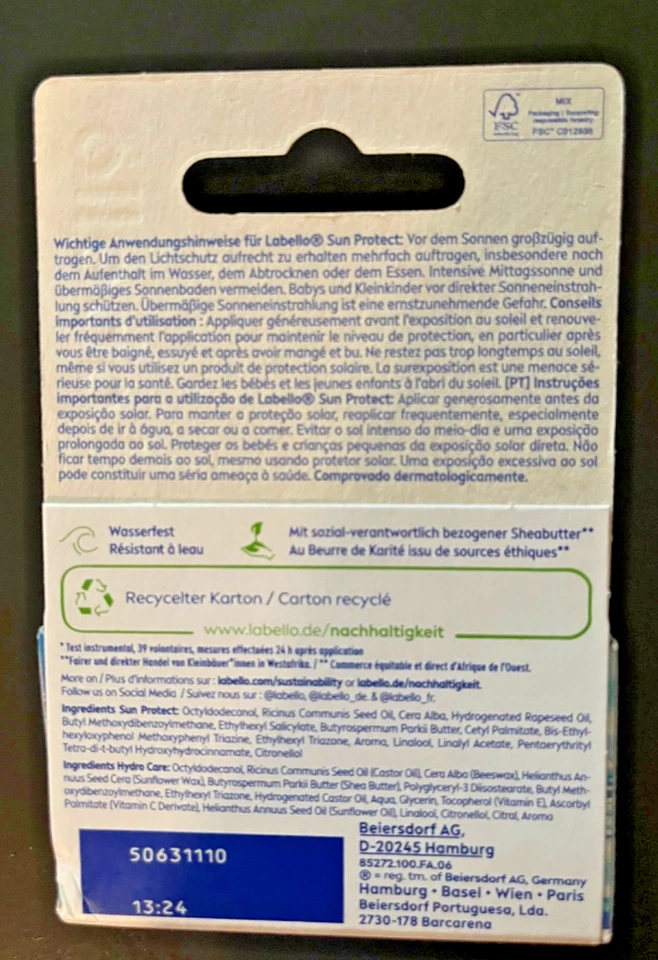 FSC
MIX
Packaging | Supporting
responsible forestry
FSC® C012938
Wichtige Anwendungshinweise für Labello® Sun Protect: Vor dem Sonnen großzügig auf-
tragen. Um den Lichtschutz aufrecht zu erhalten mehrfach auftragen, insbesondere nach
dem Aufenthalt im Wasser, dem Abtrocknen oder dem Essen. Intensive Mittagssonne und
übermäßiges Sonnenbaden vermeiden. Babys und Kleinkinder vor direkter Sonneneinstrah-
lung schützen. Übermäßige Sonneneinstrahlung ist eine ernstzunehmende Gefahr. Conseils
importants d'utilisation : Appliquer généreusement avant l'exposition au soleil et renouve-
ler fréquemment l'application pour maintenir le niveau de protection, en particulier après
vous être baigné, essuyé et après avoir mangé et bu. Ne restez pas trop longtemps au soleil,
même si vous utilisez un produit de protection solaire. La surexposition est une menace sé-
rieuse pour la santé. Gardez les bébés et les jeunes enfants à l'abri du soleil. [PT] Instruções
importantes para a utilização de Labello® Sun Protect: Aplicar generosamente antes da
exposição solar. Para manter a proteção solar, reaplicar frequentemente, especialmente
depois de ir à água, a secar ou a comer. Evitar o sol intenso do meio-dia e uma exposição
prolongada ao sol. Proteger os bebés e crianças pequenas da exposição solar direta. Não
ficar tempo demais ao sol, mesmo usando protetor solar. Uma exposição excessiva ao sol
pode constituir uma séria ameaça à saúde. Comprovado dermatologicamente.
Wasserfest
Résistant à leau
Mit sozial-verantwortlich bezogener Sheabutter**
Au Beurre de Karité issu de sources éthiques**
Recycelter Karton / Carton recyclé
www.labello.de/nachhaltigkeit
* Test instrumental, 39 volontaires, mesures effectuées 24 h après application
**Fairer und direkter Handel von Kleinbäuer*innen in Westafrika. / ** Commerce équitable et direct d'Afrique de l'Ouest.
More on / Plus d'informations sur : labello.com/sustainability or labello.de/nachhaltigkeit.
Follow us on Social Media / Suivez nous sur : @labello, @labello_de, & @labello_fr.
Ingredients Sun Protect: Octyldodecanol, Ricinus Communis Seed Oil, Cera Alba, Hydrogenated Rapeseed Oil,
Butyl Methoxydibenzoylmethane, Ethylhexyl Salicylate, Butyrospermum Parkii Butter, Cetyl Palmitate, Bis-Ethyl-
hexyloxyphenol Methoxyphenyl Triazine, Ethylhexyl Triazone, Aroma, Linalool, Linalyl Acetate, Pentaerythrityl
Tetra-di-t-butyl Hydroxyhydrocinnamate, Citronellol
Ingredients Hydro Care: Octyldodecanol, Ricinus Communis Seed Oil (Castor Oil), Cera Alba (Beeswax), Helianthus An-
nuus Seed Cera (Sunflower Wax), Butyrospermum Parkii Butter (Shea Butter), Polyglyceryl-3 Diisostearate, Butyl Meth-
oxydibenzoylmethane, Ethylhexyl Triazone, Hydrogenated Castor Oil, Aqua, Glycerin, Tocopherol (Vitamin E), Ascorbyl
Palmitate (Vitamin C Derivate), Helianthus Annuus Seed Oil (Sunflower Oil), Linalool, Citronellol, Citral, Aroma
50631110
13:24
Beiersdorf AG,
D-20245 Hamburg
85272.100.FA.06
® = reg. tm. of Beiersdorf AG, Germany
Hamburg • Basel • Wien • Paris
Beiersdorf Portuguesa, Lda.
2730-178 Barcarena